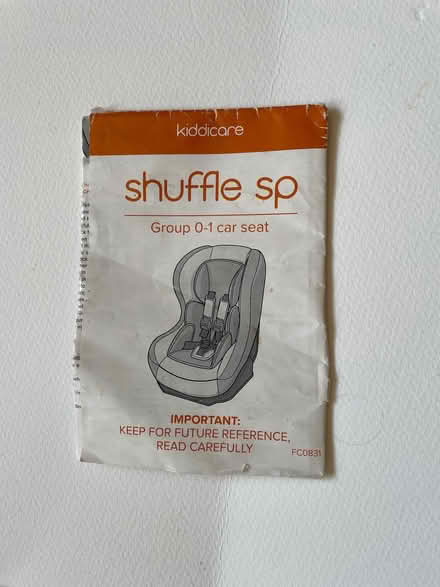 kiddicare
shuffle sp
Group 0-1 car seat
IMPORTANT:
KEEP FOR FUTURE REFERENCE,
READ CAREFULLY
FC0831